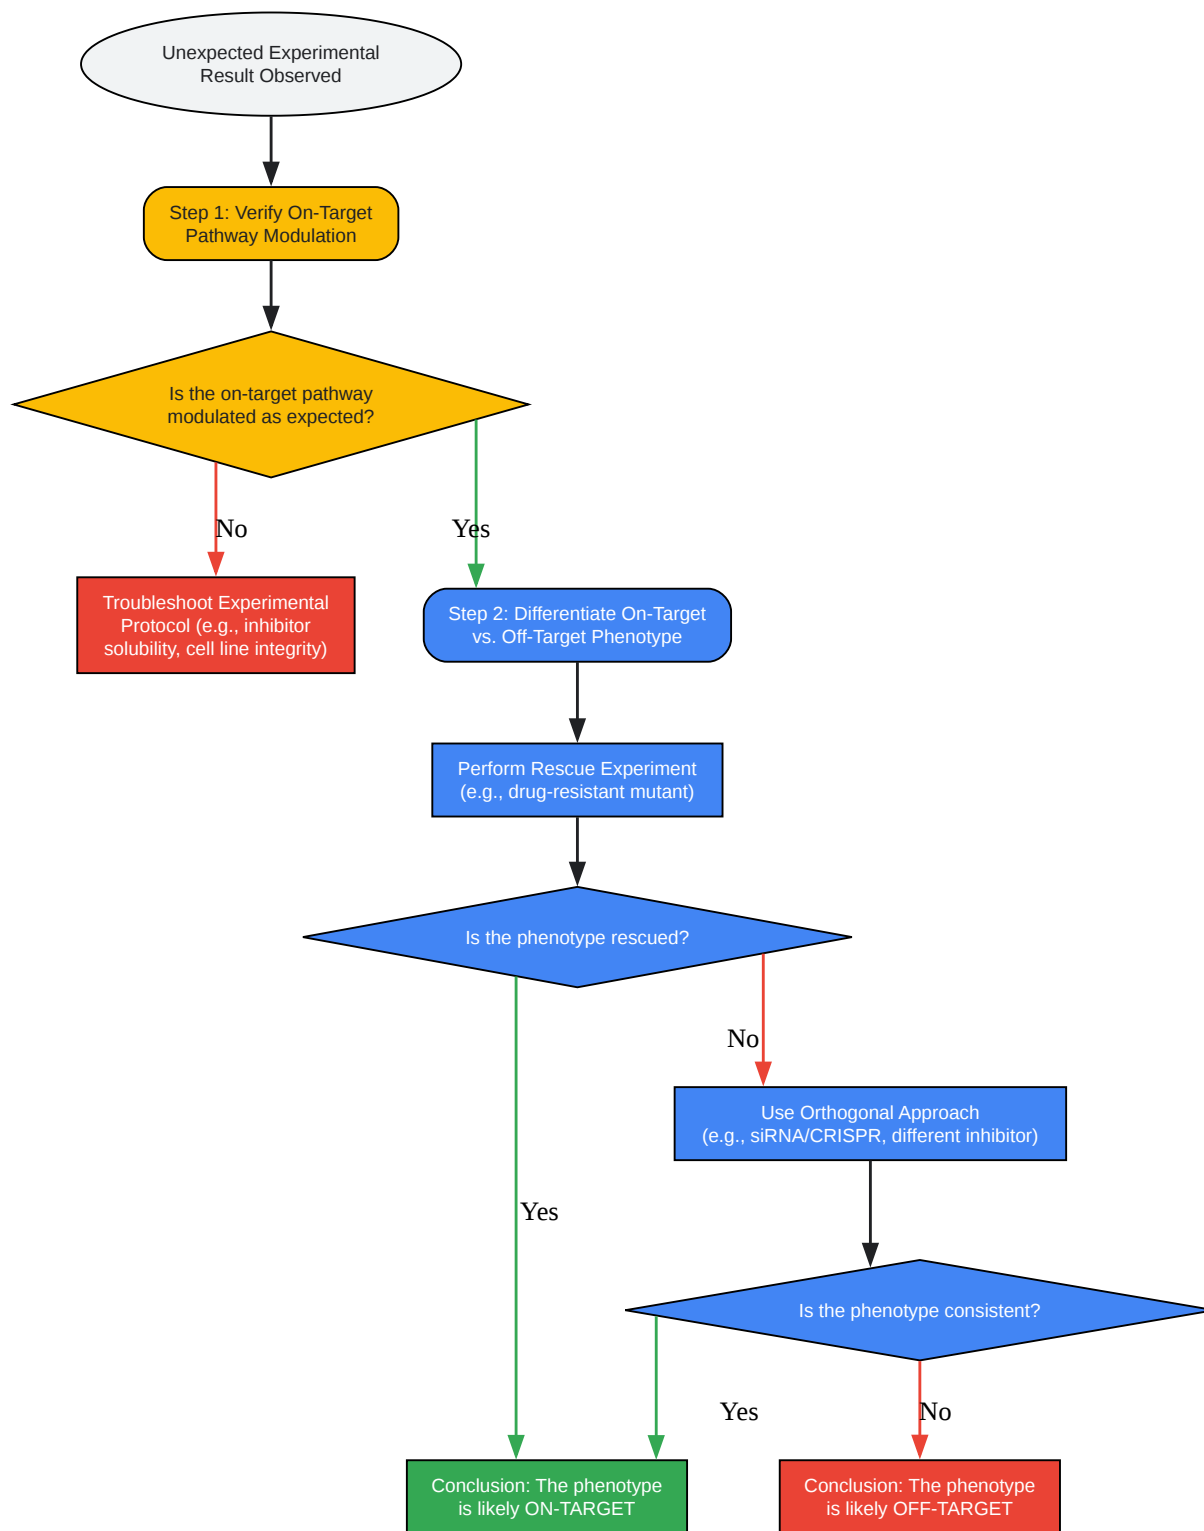 Unexpected Experimental
Result Observed
Step 1: Verify On-Target
Pathway Modulation
Is the on-target pathway
modulated as expected?
No
Yes
Troubleshoot Experimental
Protocol (e.g., inhibitor
solubility, cell line integrity)
Step 2: Differentiate On-Target
vs. Off-Target Phenotype
Perform Rescue Experiment
(e.g., drug-resistant mutant)
Is the phenotype rescued?
No
Use Orthogonal Approach
(e.g., siRNA/CRISPR, different inhibitor)
Yes
Is the phenotype consistent?
Yes
No
Conclusion: The phenotype
is likely ON-TARGET
Conclusion: The phenotype
is likely OFF-TARGET